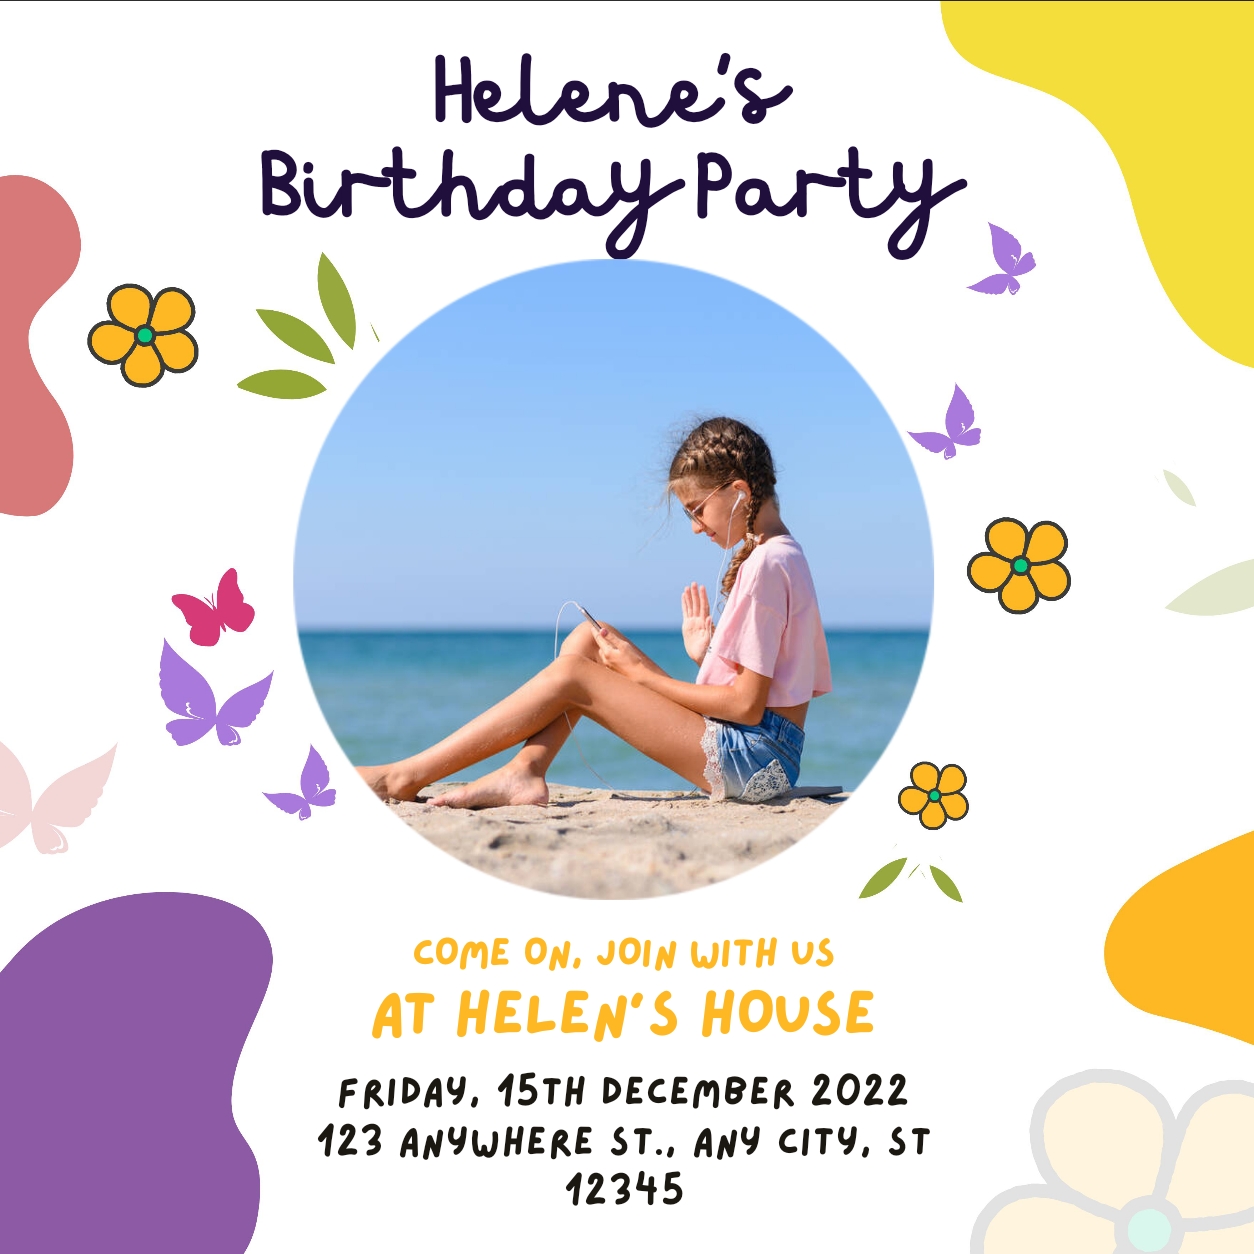 Helene's
Birthday Party
COME ON, JOIN WITH US
AT HELEN'S HOUSE
FRIDAY, 15TH DECEMBER 2022
123 ANYWHERE ST., ANY CITY, ST
12345